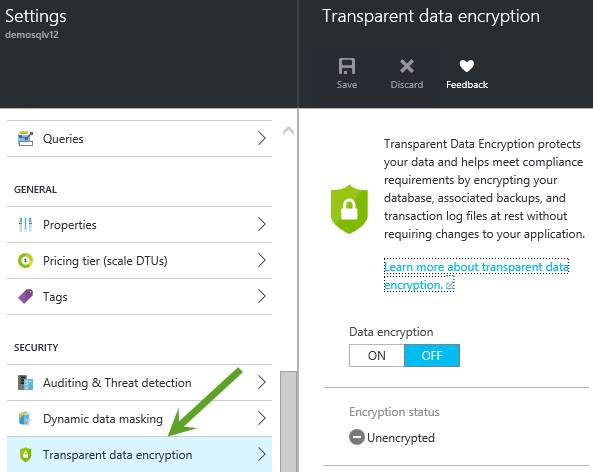 Settings
demosqlv12
Queries
GENERAL
Properties
Pricing tier (scale DTUs)
Tags
SECURITY
Auditing & Threat detection
Dynamic data masking
Transparent data encryption
Transparent data encryption
Save
Discard
Feedback
Transparent Data Encryption protects
your data and helps meet compliance
requirements by encrypting your
database, associated backups, and
transaction log files at rest without
requiring changes to your application.
Learn more about transparent data
encryption.
Data encryption
ON
OFF
Encryption status
Unencrypted